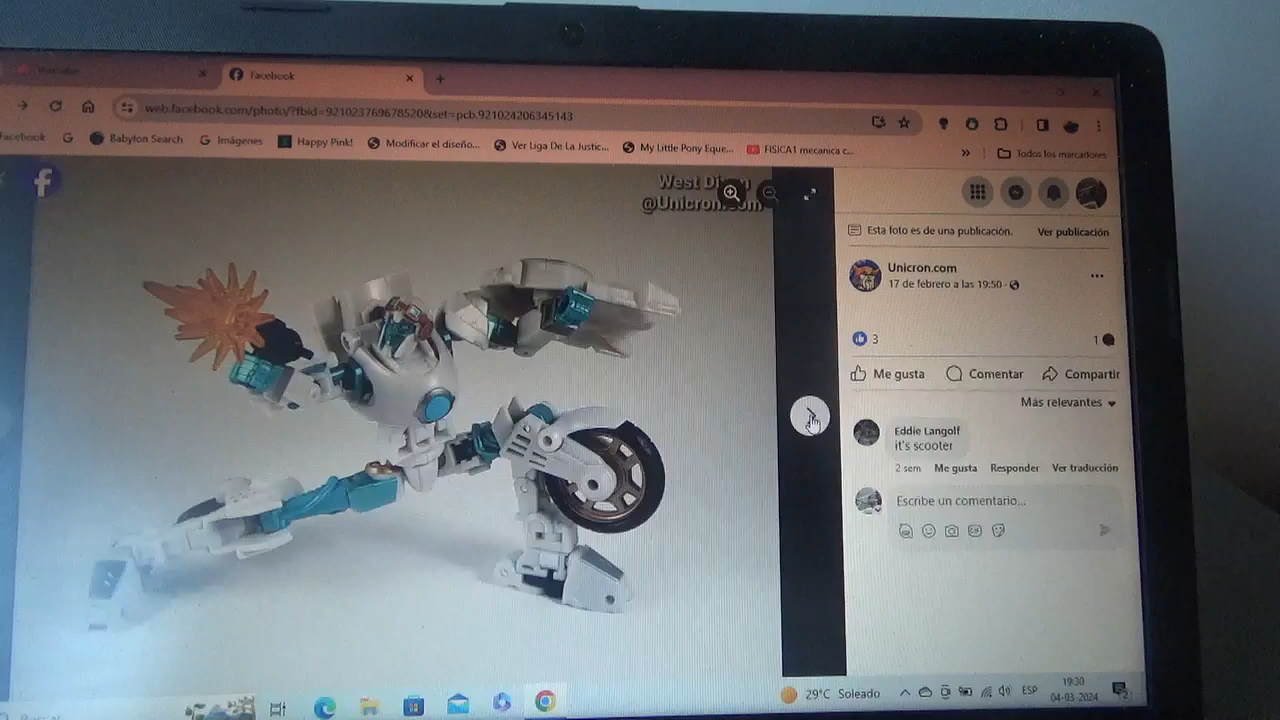 YouTube
Facebook
web.facebook.com/photo/?fbid=921023769678520&set=pcb.921024206345143
Facebook
Babylon Search
Imágenes
Happy Pink!
Modificar el diseño...
Ver Liga De La Justic...
My Little Pony Eque...
FISICA1 mecanica c...
Todos los marcadores
West
@Unicron.com
Esta foto es de una publicación.
Ver publicación
Unicron.com
17 de febrero a las 19:50
3
1
Me gusta
Comentar
Compartir
Más relevantes
Eddie Langolf
it's scooter
2 sem
Me gusta
Responder
Ver traducción
Escribe un comentario...
GIF
29°C Soleado
ESP
19:30
04-03-2024
2